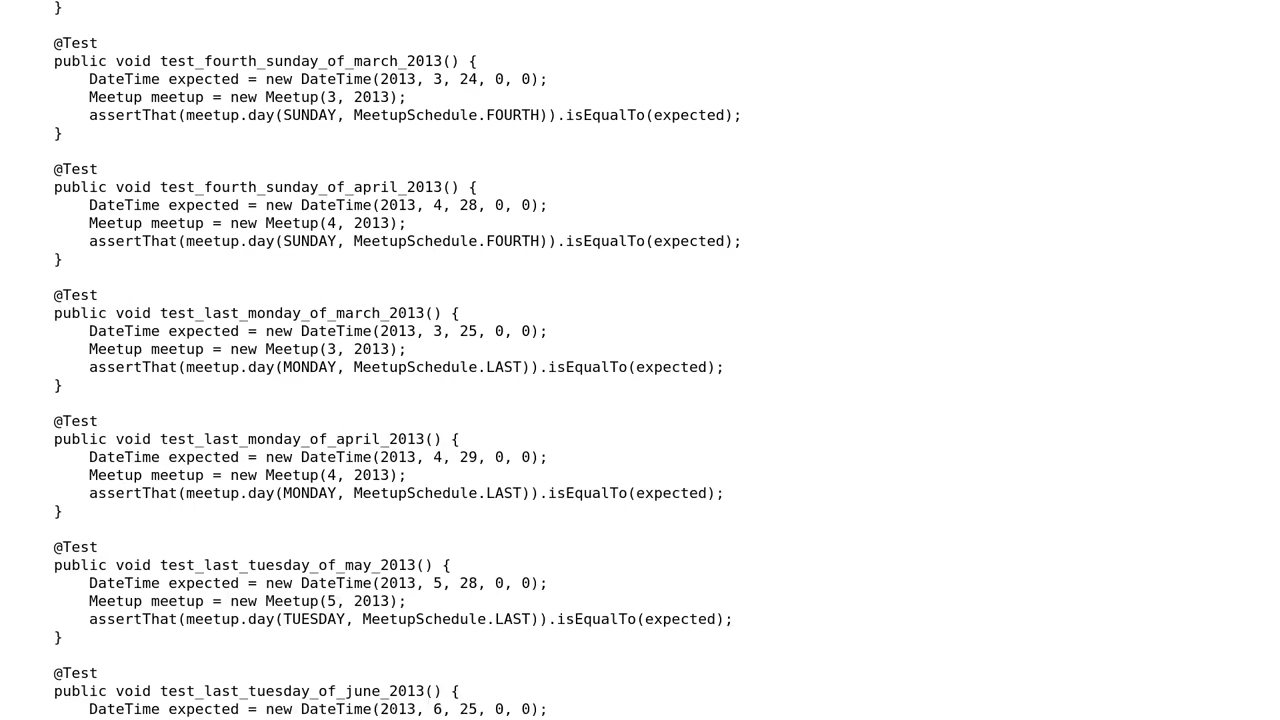 }

@Test
public void test_fourth_sunday_of_march_2013() {
    DateTime expected = new DateTime(2013, 3, 24, 0, 0);
    Meetup meetup = new Meetup(3, 2013);
    assertThat(meetup.day(SUNDAY, MeetupSchedule.FOURTH)).isEqualTo(expected);
}

@Test
public void test_fourth_sunday_of_april_2013() {
    DateTime expected = new DateTime(2013, 4, 28, 0, 0);
    Meetup meetup = new Meetup(4, 2013);
    assertThat(meetup.day(SUNDAY, MeetupSchedule.FOURTH)).isEqualTo(expected);
}

@Test
public void test_last_monday_of_march_2013() {
    DateTime expected = new DateTime(2013, 3, 25, 0, 0);
    Meetup meetup = new Meetup(3, 2013);
    assertThat(meetup.day(MONDAY, MeetupSchedule.LAST)).isEqualTo(expected);
}

@Test
public void test_last_monday_of_april_2013() {
    DateTime expected = new DateTime(2013, 4, 29, 0, 0);
    Meetup meetup = new Meetup(4, 2013);
    assertThat(meetup.day(MONDAY, MeetupSchedule.LAST)).isEqualTo(expected);
}

@Test
public void test_last_tuesday_of_may_2013() {
    DateTime expected = new DateTime(2013, 5, 28, 0, 0);
    Meetup meetup = new Meetup(5, 2013);
    assertThat(meetup.day(TUESDAY, MeetupSchedule.LAST)).isEqualTo(expected);
}

@Test
public void test_last_tuesday_of_june_2013() {
    DateTime expected = new DateTime(2013, 6, 25, 0, 0);